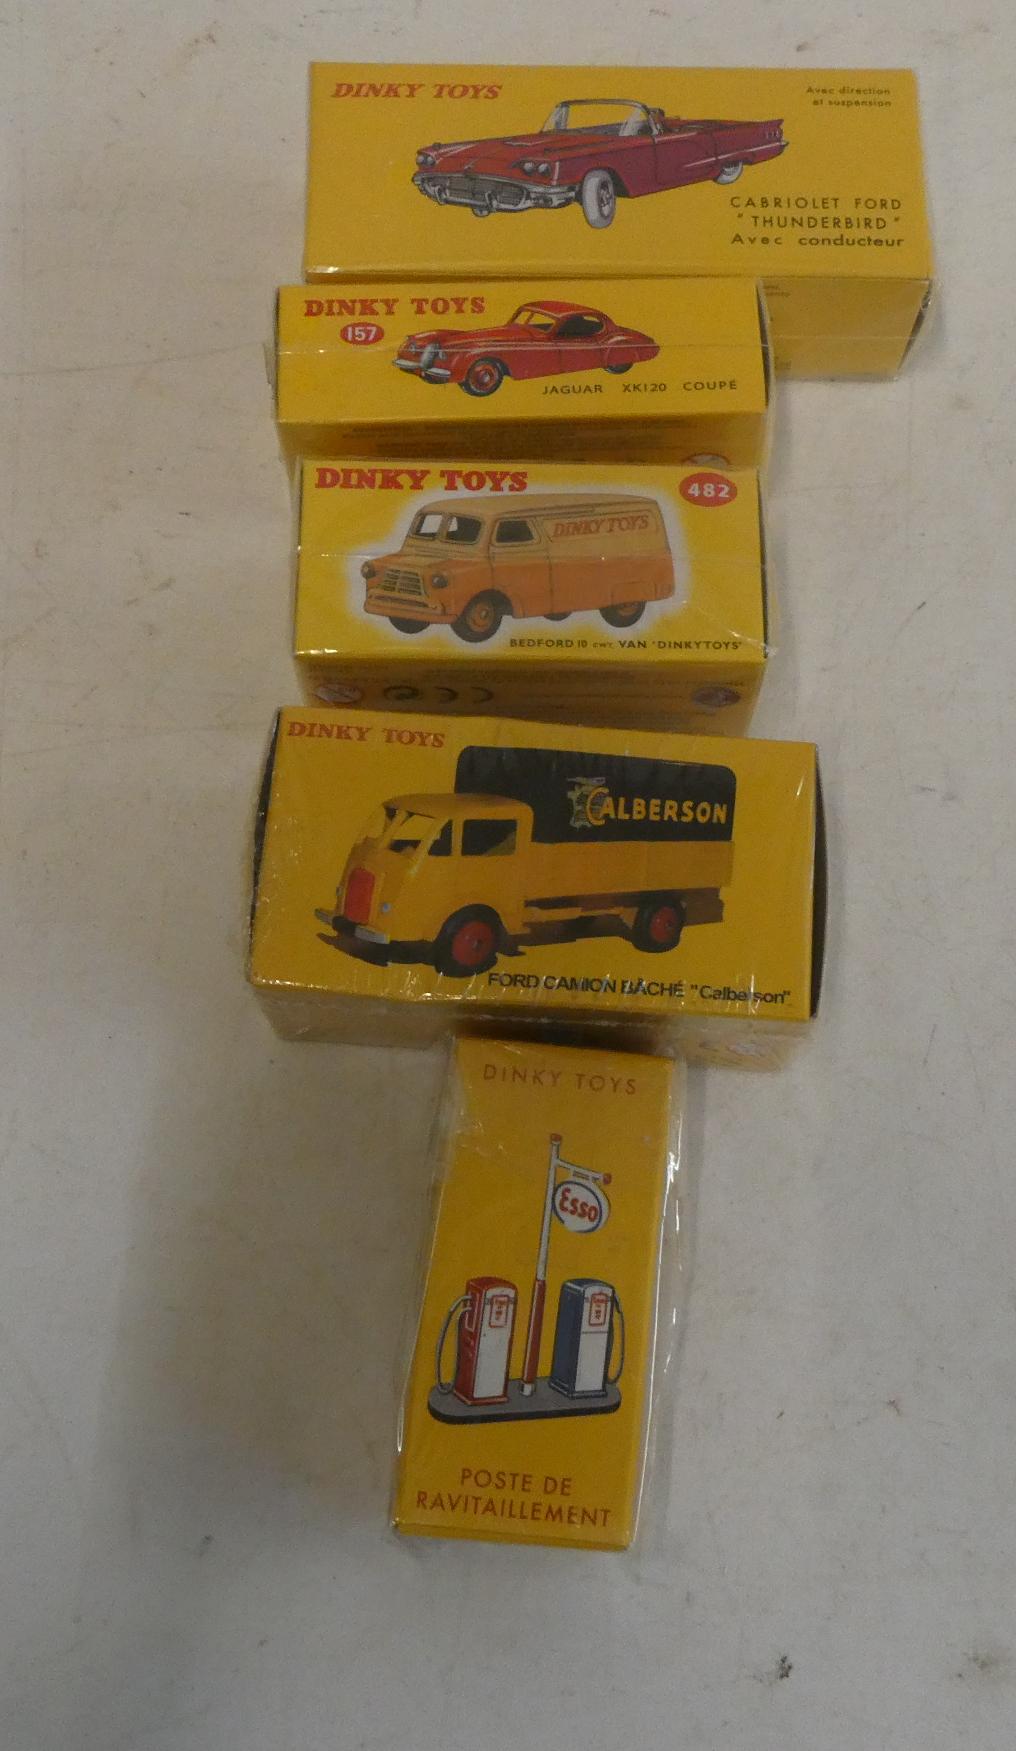 DINKY TOYS
Avec direction
et suspension
CABRIOLET FORD
"THUNDERBIRD"
Avec conducteur
DINKY TOYS
157
JAGUAR XK120 COUPÉ
DINKY TOYS
482
DINKY TOYS
BEDFORD 10 CWT. VAN 'DINKY TOYS'
DINKY TOYS
CALBERSON
FORD CAMION BÂCHÉ "Calberson"
DINKY TOYS
Esso
POSTE DE
RAVITAILLEMENT